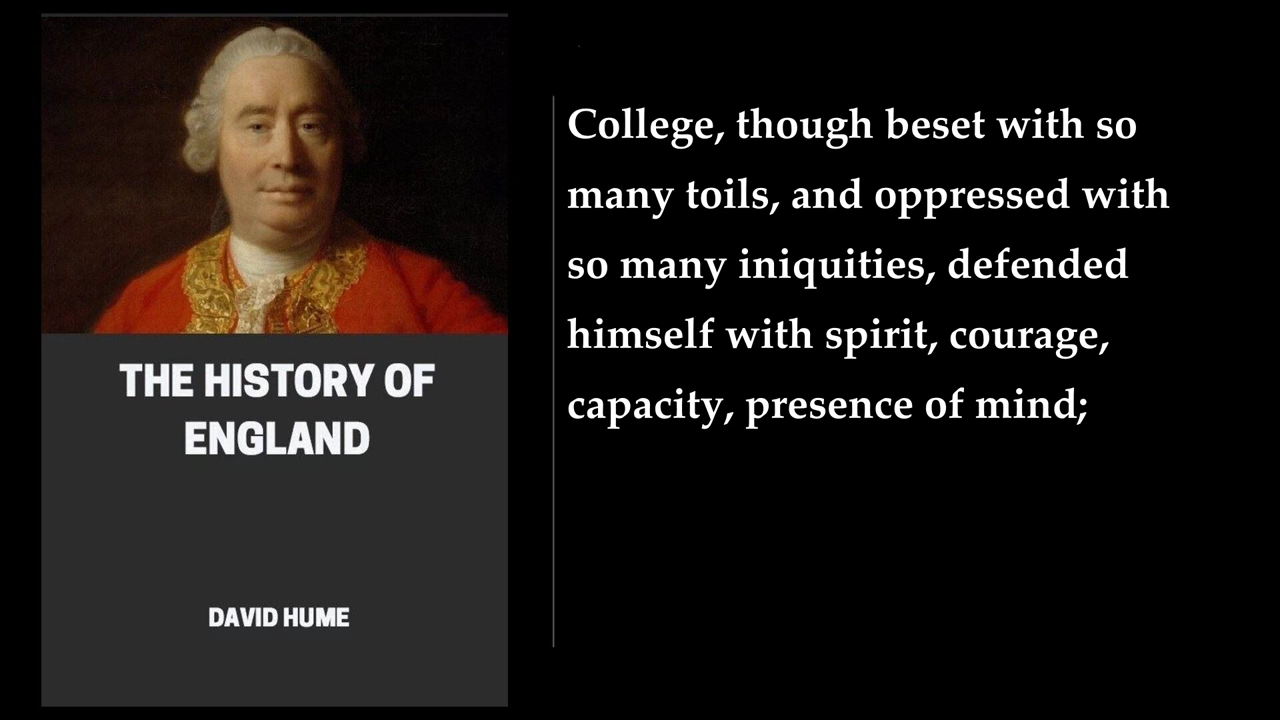 THE HISTORY OF
ENGLAND
DAVID HUME
College, though beset with so
many toils, and oppressed with
so many iniquities, defended
himself with spirit, courage,
capacity, presence of mind;